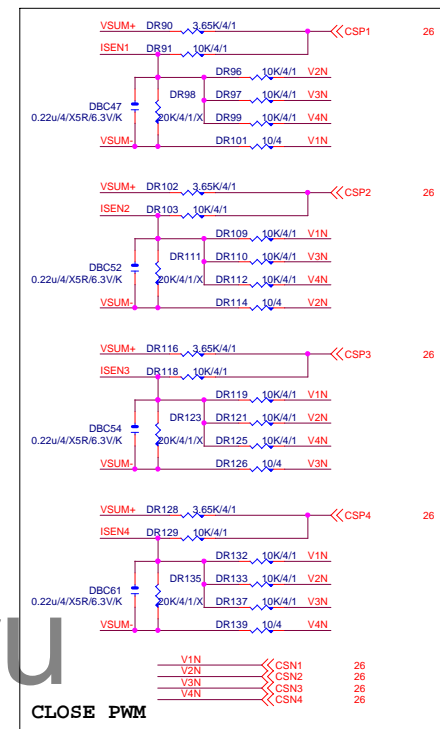 VSUM+ DR90 3.65K/4/1 CSP1 26
ISEN1 DR91 10K/4/1
DR96 10K/4/1 V2N
DR98 DR97 10K/4/1 V3N
DBC47
0.22u/4/X5R/6.3V/K 20K/4/1/X DR99 10K/4/1 V4N
VSUM- DR101 10/4 V1N
VSUM+ DR102 3.65K/4/1 CSP2 26
ISEN2 DR103 10K/4/1
DR109 10K/4/1 V1N
DR111 DR110 10K/4/1 V3N
DBC52
0.22u/4/X5R/6.3V/K 20K/4/1/X DR112 10K/4/1 V4N
VSUM- DR114 10/4 V2N
VSUM+ DR116 3.65K/4/1 CSP3 26
ISEN3 DR118 10K/4/1
DR119 10K/4/1 V1N
DR123 DR121 10K/4/1 V2N
DBC54
0.22u/4/X5R/6.3V/K 20K/4/1/X DR125 10K/4/1 V4N
VSUM- DR126 10/4 V3N
VSUM+ DR128 3.65K/4/1 CSP4 26
ISEN4 DR129 10K/4/1
DR132 10K/4/1 V1N
DR135 DR133 10K/4/1 V2N
DBC61
0.22u/4/X5R/6.3V/K 20K/4/1/X DR137 10K/4/1 V3N
VSUM- DR139 10/4 V4N
V1N CSN1 26
V2N CSN2 26
V3N CSN3 26
V4N CSN4 26
CLOSE PWM